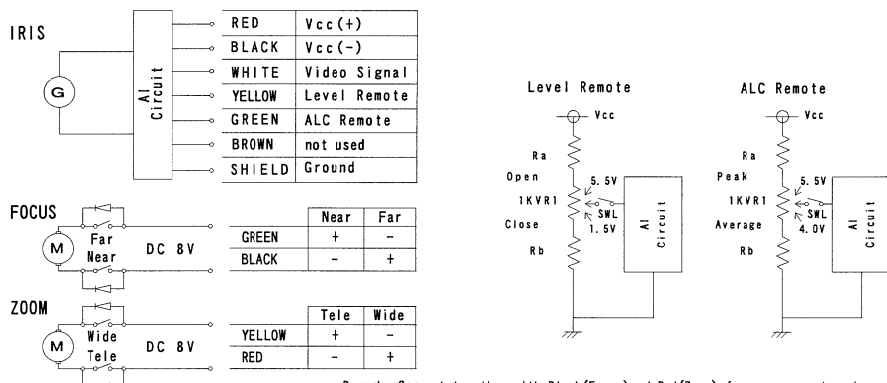 IRIS
G
AI Circuit
RED Vcc(+)
BLACK Vcc(-)
WHITE Video Signal
YELLOW Level Remote
GREEN ALC Remote
BROWN not used
SHIELD Ground
Level Remote
Vcc
Ra
Open
5.5V
1KVR1
SWL
Close
1.5V
Rb
AI Circuit
ALC Remote
Vcc
Ra
Peak
5.5V
1KVR1
SWL
Average
4.0V
Rb
AI Circuit
FOCUS
M
Far
Near
DC 8V
Near Far
GREEN + -
BLACK - +
ZOOM
M
Wide
Tele
DC 8V
Tele Wide
YELLOW + -
RED - +